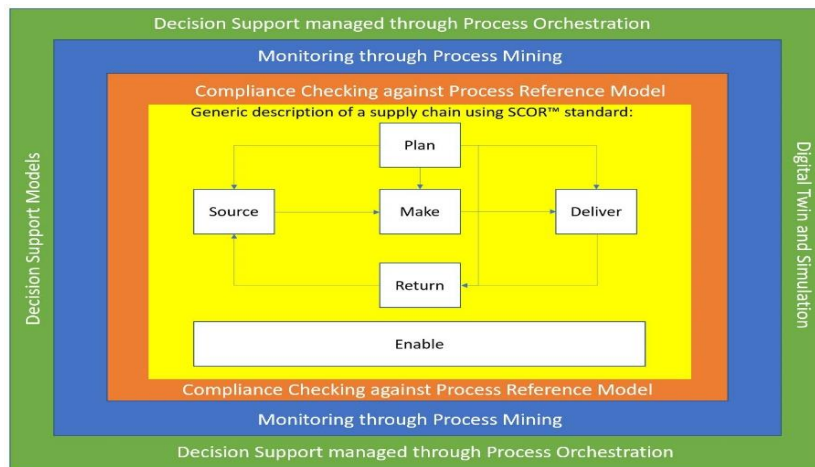 Decision Support managed through Process Orchestration
Monitoring through Process Mining
Compliance Checking against Process Reference Model
Generic description of a supply chain using SCOR™ standard:
Plan
Source
Make
Deliver
Return
Enable
Decision Support Models
Digital Twin and Simulation
Compliance Checking against Process Reference Model
Monitoring through Process Mining
Decision Support managed through Process Orchestration